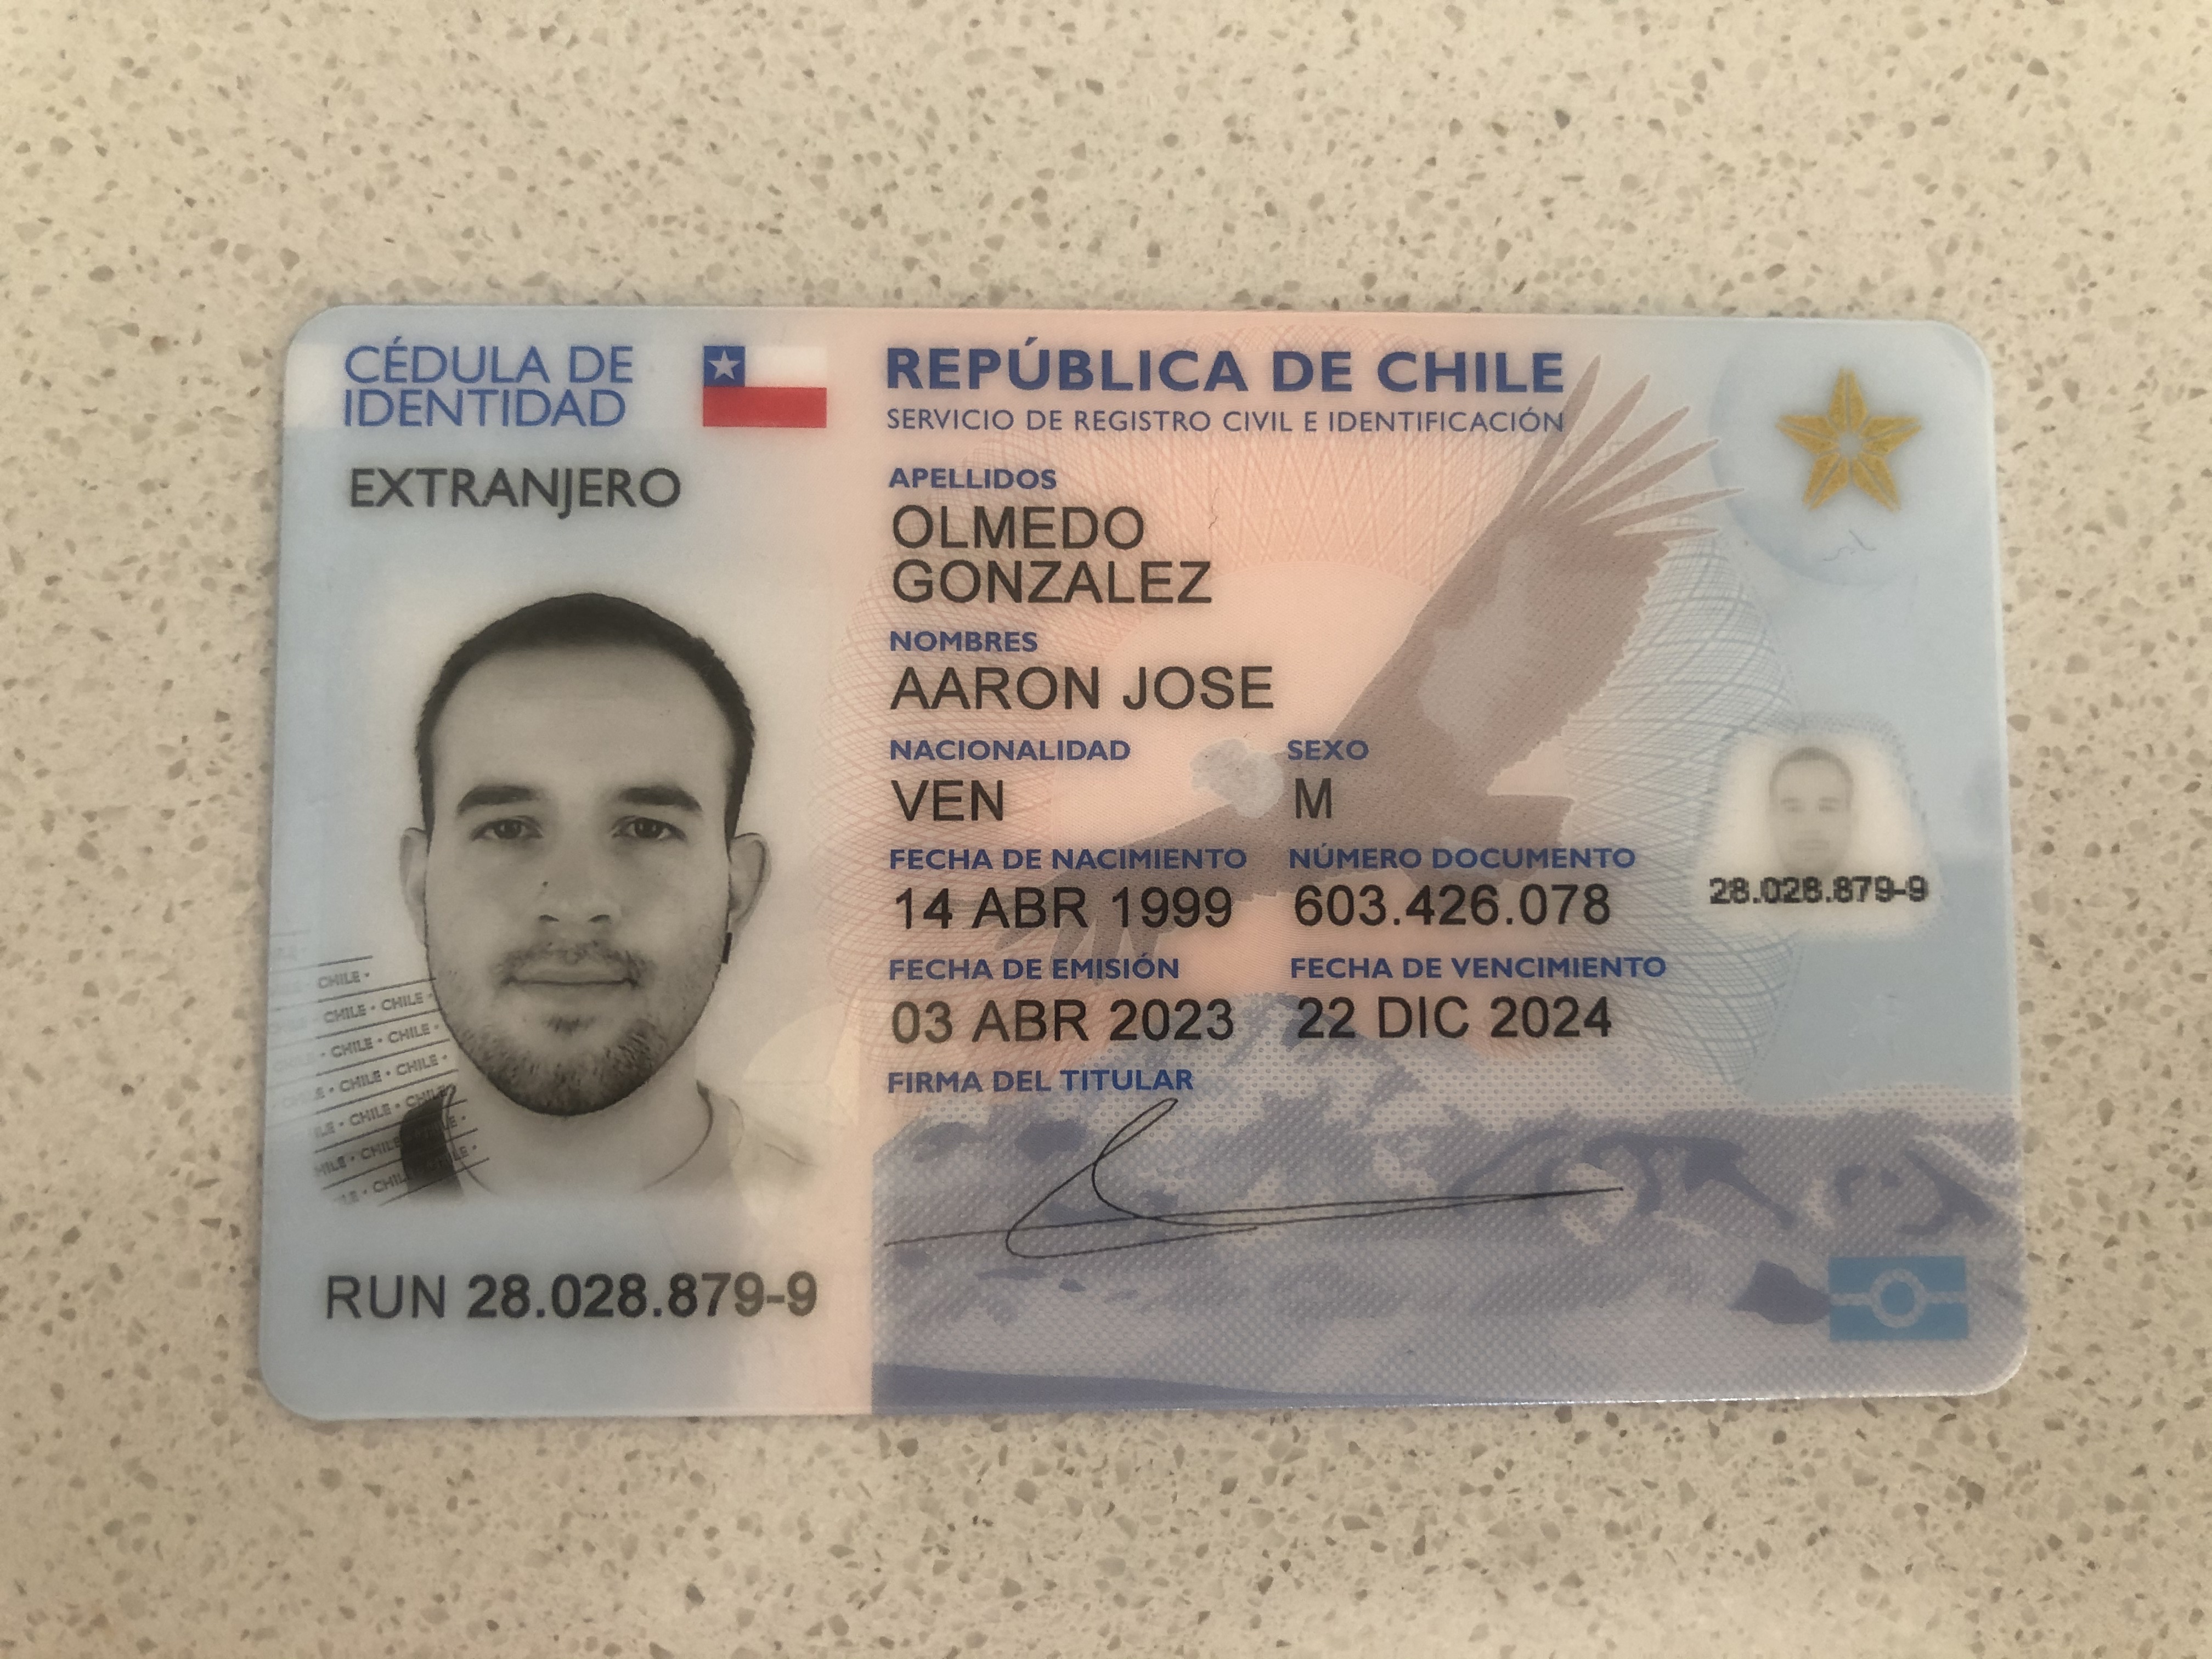 CÉDULA DE
IDENTIDAD
REPÚBLICA DE CHILE
SERVICIO DE REGISTRO CIVIL E IDENTIFICACIÓN
EXTRANJERO
APELLIDOS
OLMEDO
GONZALEZ
NOMBRES
AARON JOSE
NACIONALIDAD SEXO
VEN M
FECHA DE NACIMIENTO NÚMERO DOCUMENTO
14 ABR 1999 603.426.078
FECHA DE EMISIÓN FECHA DE VENCIMIENTO
03 ABR 2023 22 DIC 2024
FIRMA DEL TITULAR
28.028.879-9
CHILE •
CHILE • CHILE •
CHILE • CHILE •
CHILE • CHILE •
RUN 28.028.879-9